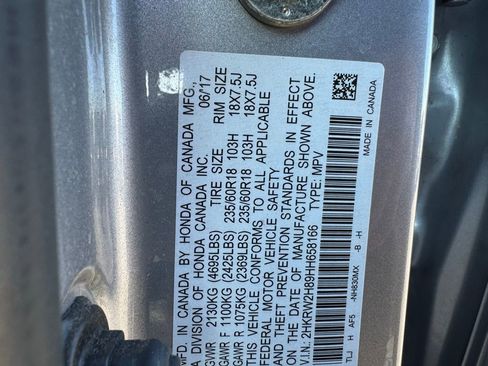 MFD. IN CANADA BY HONDA OF CANADA MFG.,
A DIVISION OF HONDA CANADA INC. 06/17
GVWR 2130KG (4695LBS) TIRE SIZE RIM SIZE
GAWR F 1100KG (2425LBS) 235/60R18 103H 18X7.5J
GAWR R 1075KG (2369LBS) 235/60R18 103H 18X7.5J
THIS VEHICLE CONFORMS TO ALL APPLICABLE
FEDERAL MOTOR VEHICLE SAFETY
AND THEFT PREVENTION STANDARDS IN EFFECT
ON THE DATE OF MANUFACTURE SHOWN ABOVE.
V.I.N.: 2HKRW2H89HH658166 TYPE: MPV
TLJ H AF5 -NH830MX -B -H MADE IN CANADA